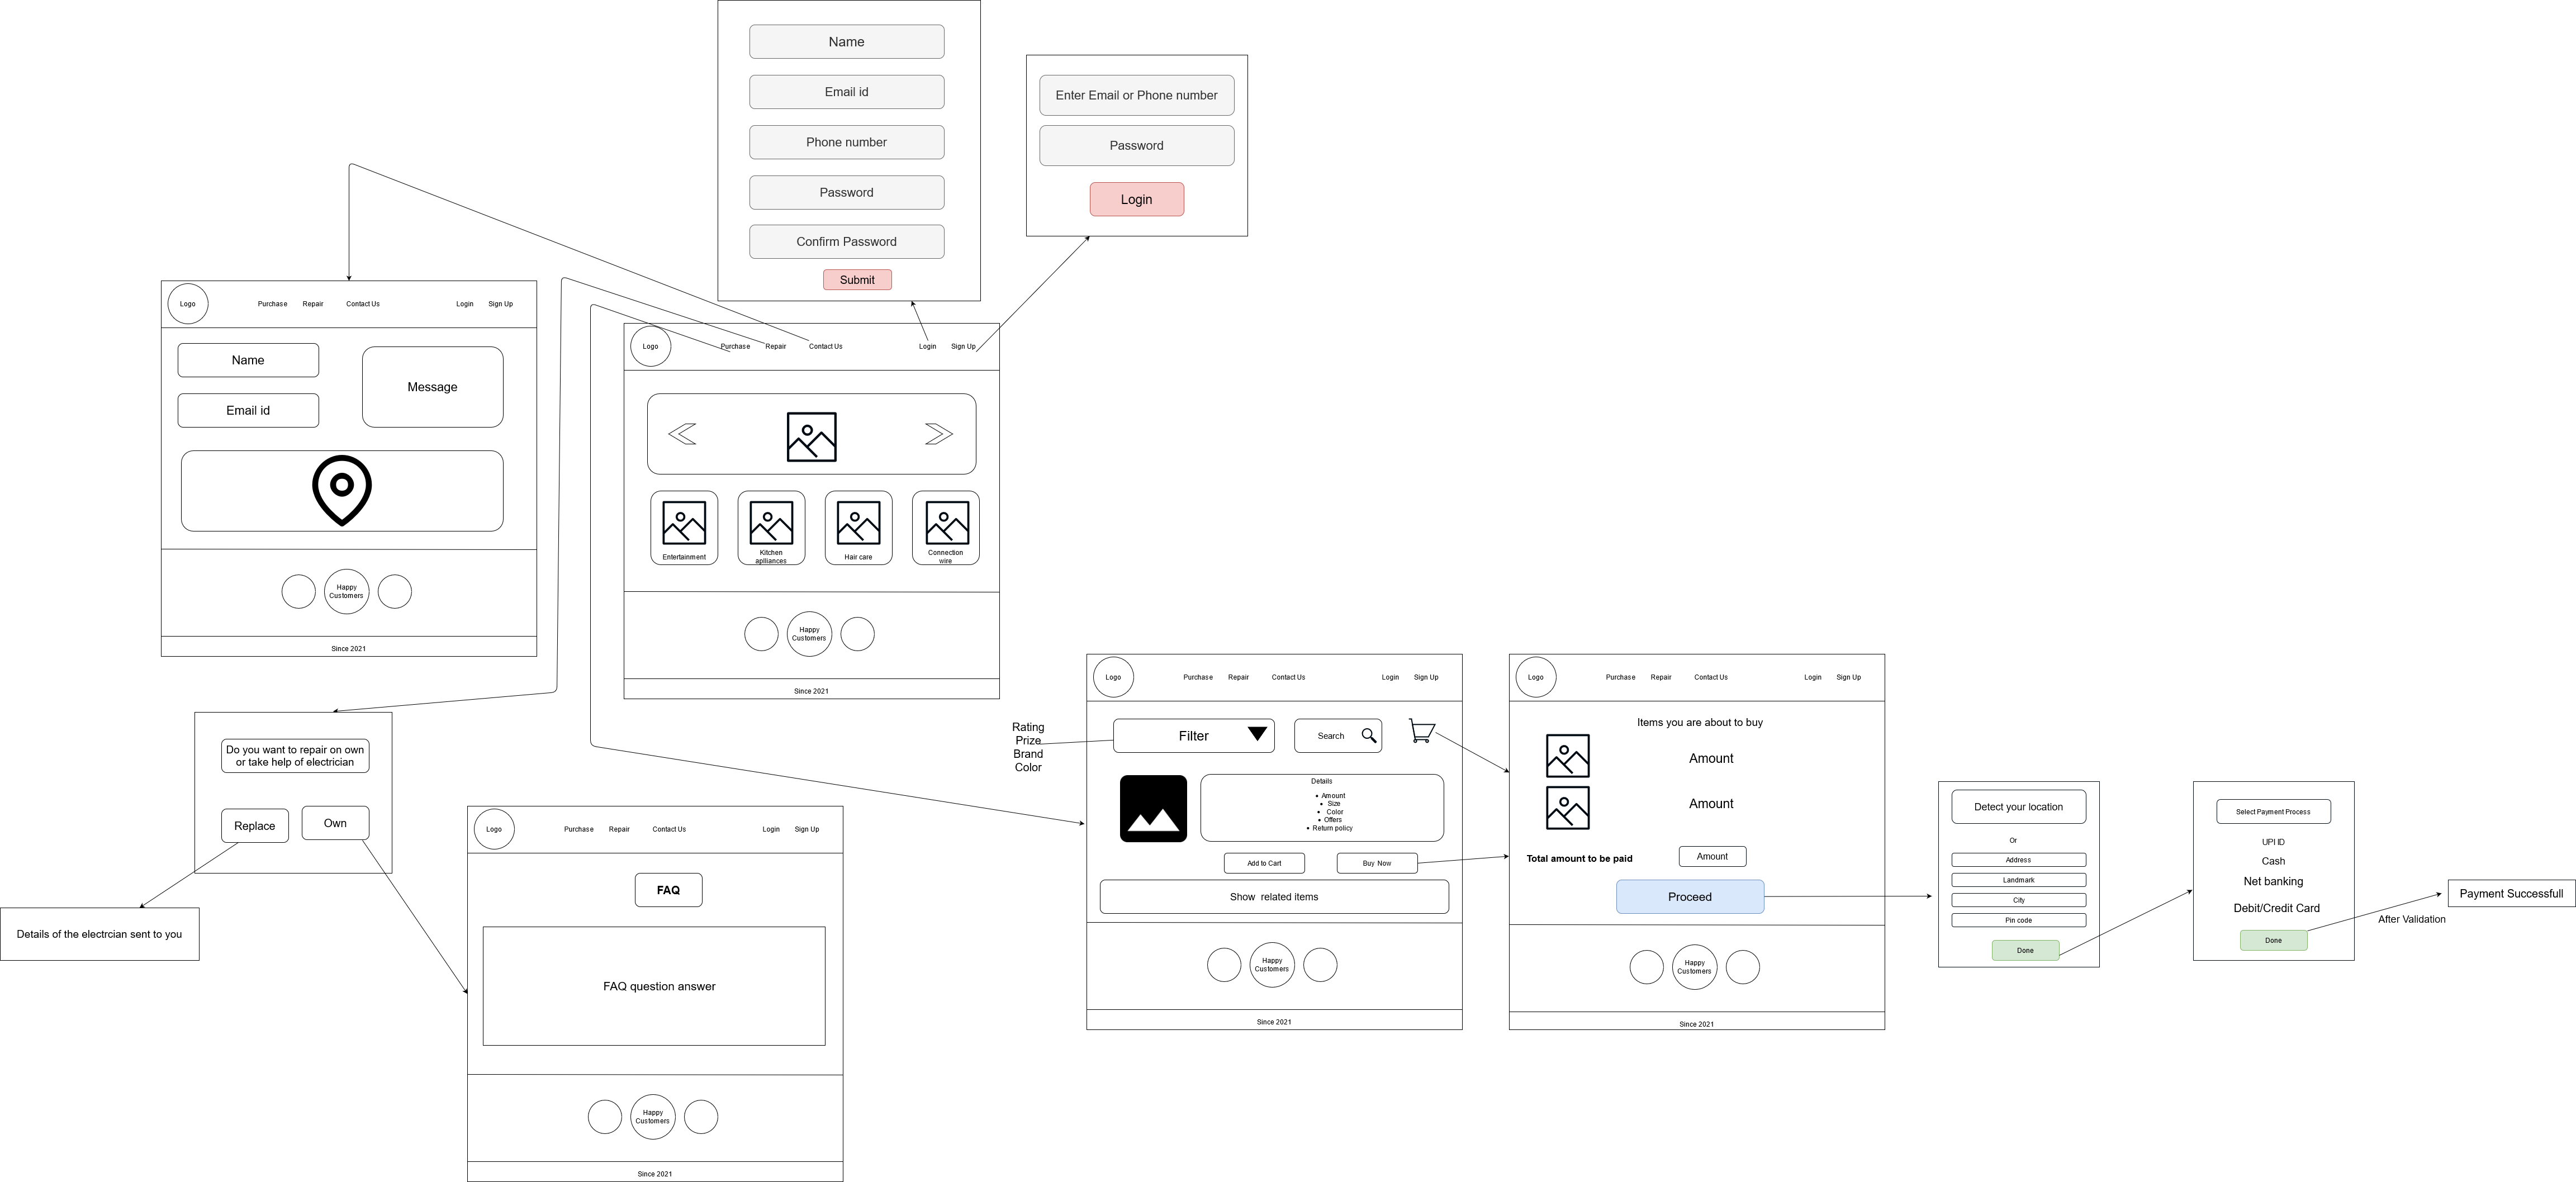 Name
Email id
Phone number
Password
Confirm Password
Submit
Enter Email or Phone number
Password
Login
Logo
Purchase
Repair
Contact Us
Login
Sign Up
Name
Email id
Message
Happy
Customers
Since 2021
Logo
Purchase
Repair
Contact Us
Login
Sign Up
Entertainment
Kitchen
aplliances
Hair care
Connection
wire
Happy
Customers
Since 2021
Do you want to repair on own
or take help of electrician
Replace
Own
Details of the electrcian sent to you
Logo
Purchase
Repair
Contact Us
Login
Sign Up
FAQ
FAQ question answer
Happy
Customers
Since 2021
Rating
Prize
Brand
Color
Logo
Purchase
Repair
Contact Us
Login
Sign Up
Filter
Search
Details
• Amount
• Size
• Color
• Offers
• Return policy
Add to Cart
Buy Now
Show related items
Happy
Customers
Since 2021
Logo
Purchase
Repair
Contact Us
Login
Sign Up
Items you are about to buy
Amount
Amount
Total amount to be paid
Amount
Proceed
Happy
Customers
Since 2021
Detect your location
Or
Address
Landmark
City
Pin code
Done
Select Payment Process
UPI ID
Cash
Net banking
Debit/Credit Card
Done
After Validation
Payment Successfull